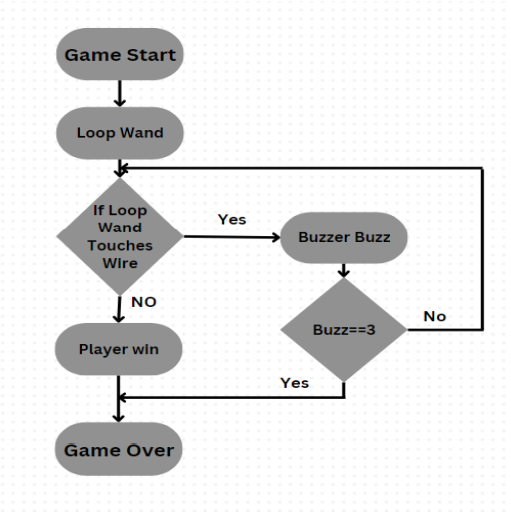 Game Start
Loop Wand
If Loop
Wand
Touches
Wire
Yes
Buzzer Buzz
NO
No
Buzz==3
Player win
Yes
Game Over